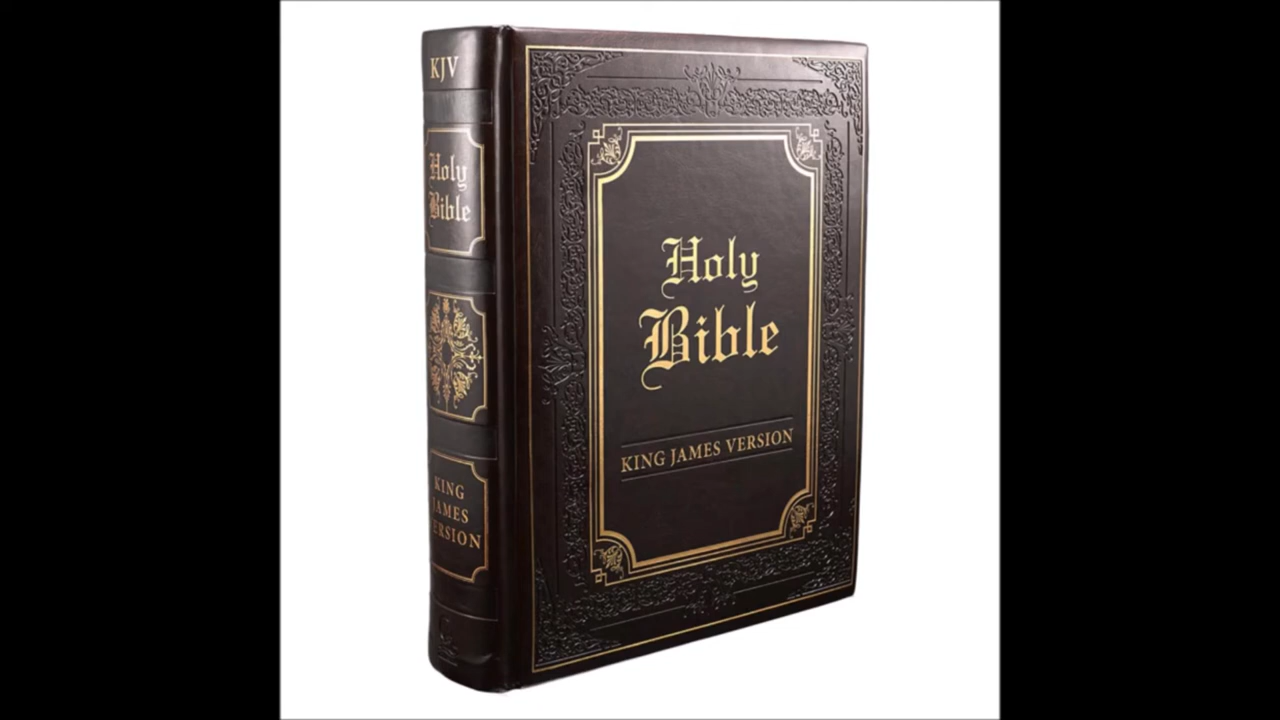 KJV
Holy
Bible
KING
JAMES
VERSION
Holy
Bible
KING JAMES VERSION